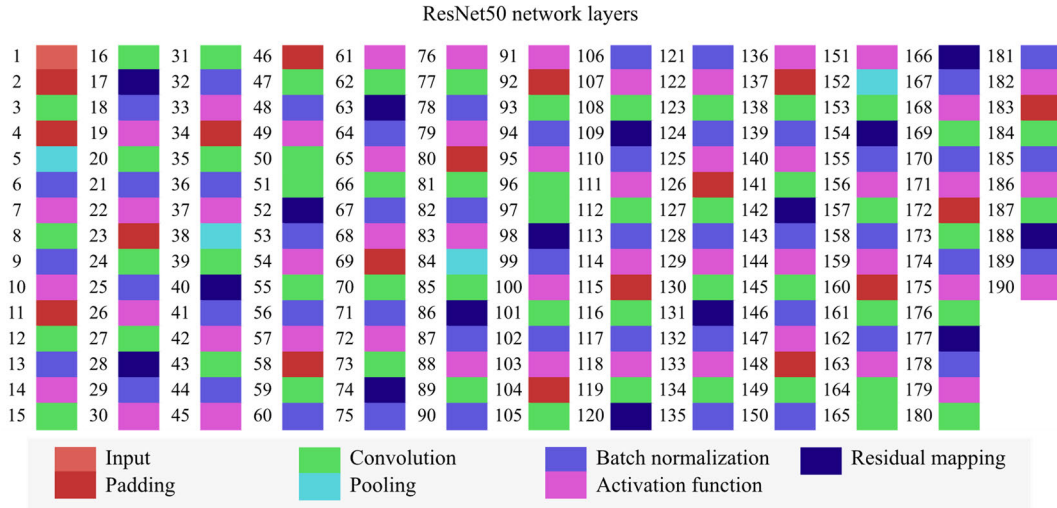 ResNet50 network layers
1 16 31 46 61 76 91 106 121 136 151 166 181
2 17 32 47 62 77 92 107 122 137 152 167 182
3 18 33 48 63 78 93 108 123 138 153 168 183
4 19 34 49 64 79 94 109 124 139 154 169 184
5 20 35 50 65 80 95 110 125 140 155 170 185
6 21 36 51 66 81 96 111 126 141 156 171 186
7 22 37 52 67 82 97 112 127 142 157 172 187
8 23 38 53 68 83 98 113 128 143 158 173 188
9 24 39 54 69 84 99 114 129 144 159 174 189
10 25 40 55 70 85 100 115 130 145 160 175 190
11 26 41 56 71 86 101 116 131 146 161 176
12 27 42 57 72 87 102 117 132 147 162 177
13 28 43 58 73 88 103 118 133 148 163 178
14 29 44 59 74 89 104 119 134 149 164 179
15 30 45 60 75 90 105 120 135 150 165 180
Input Convolution Batch normalization Residual mapping
Padding Pooling Activation function